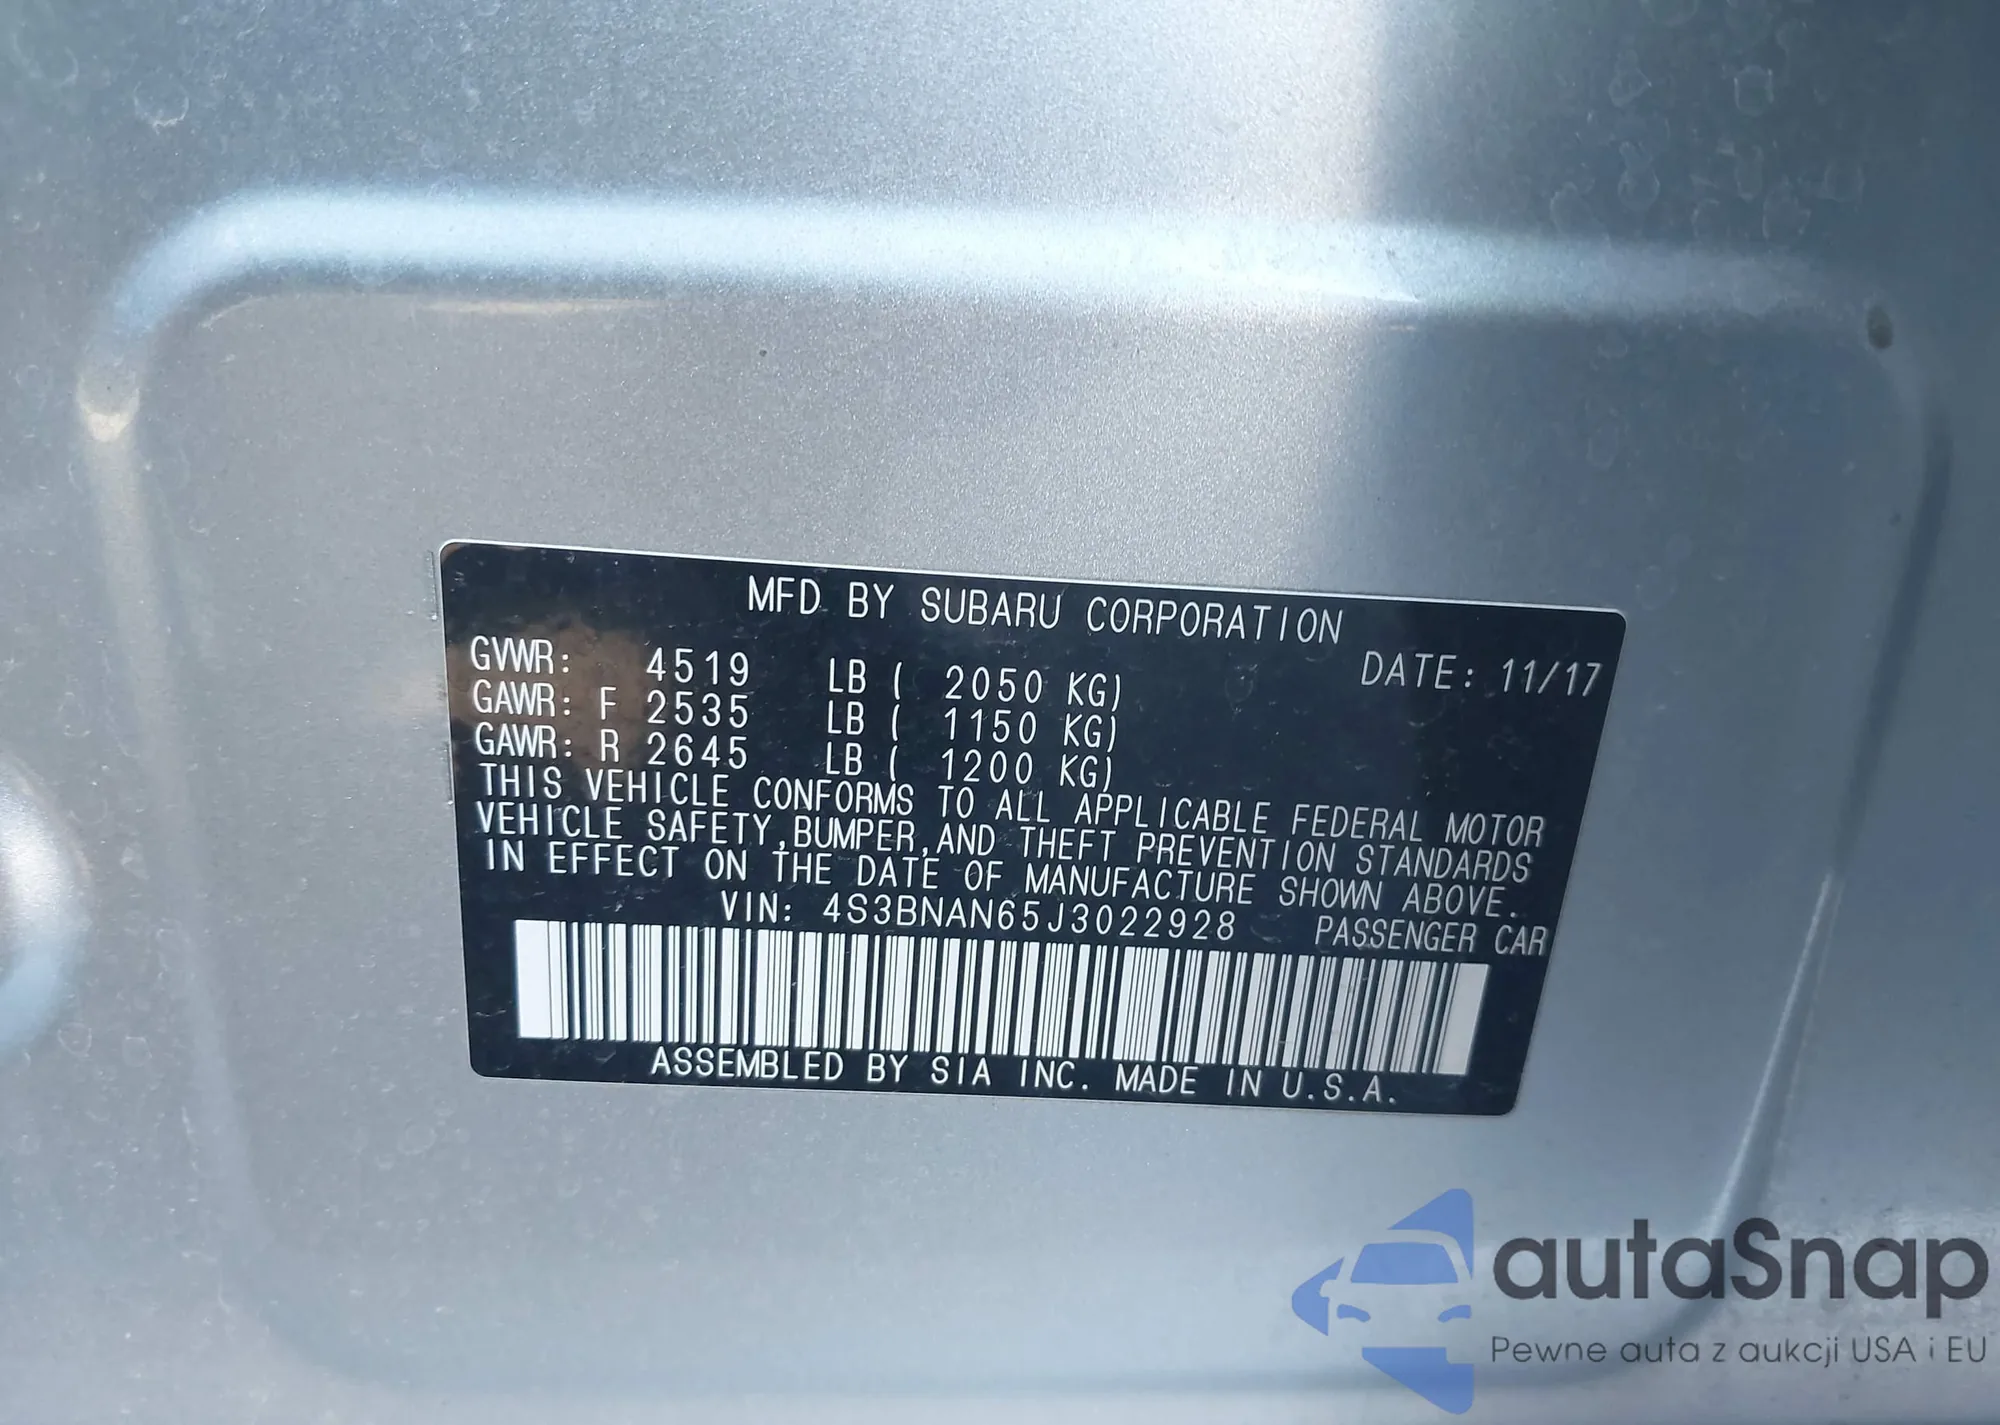 MFD BY SUBARU CORPORATION
GVWR: 4519 LB ( 2050 KG) DATE: 11/17
GAWR: F 2535 LB ( 1150 KG)
GAWR: R 2645 LB ( 1200 KG)
THIS VEHICLE CONFORMS TO ALL APPLICABLE FEDERAL MOTOR
VEHICLE SAFETY,BUMPER,AND THEFT PREVENTION STANDARDS
IN EFFECT ON THE DATE OF MANUFACTURE SHOWN ABOVE.
VIN: 4S3BNAN65J3022928 PASSENGER CAR
ASSEMBLED BY SIA INC. MADE IN U.S.A.
autaSnap
Pewne auta z aukcji USA i EU